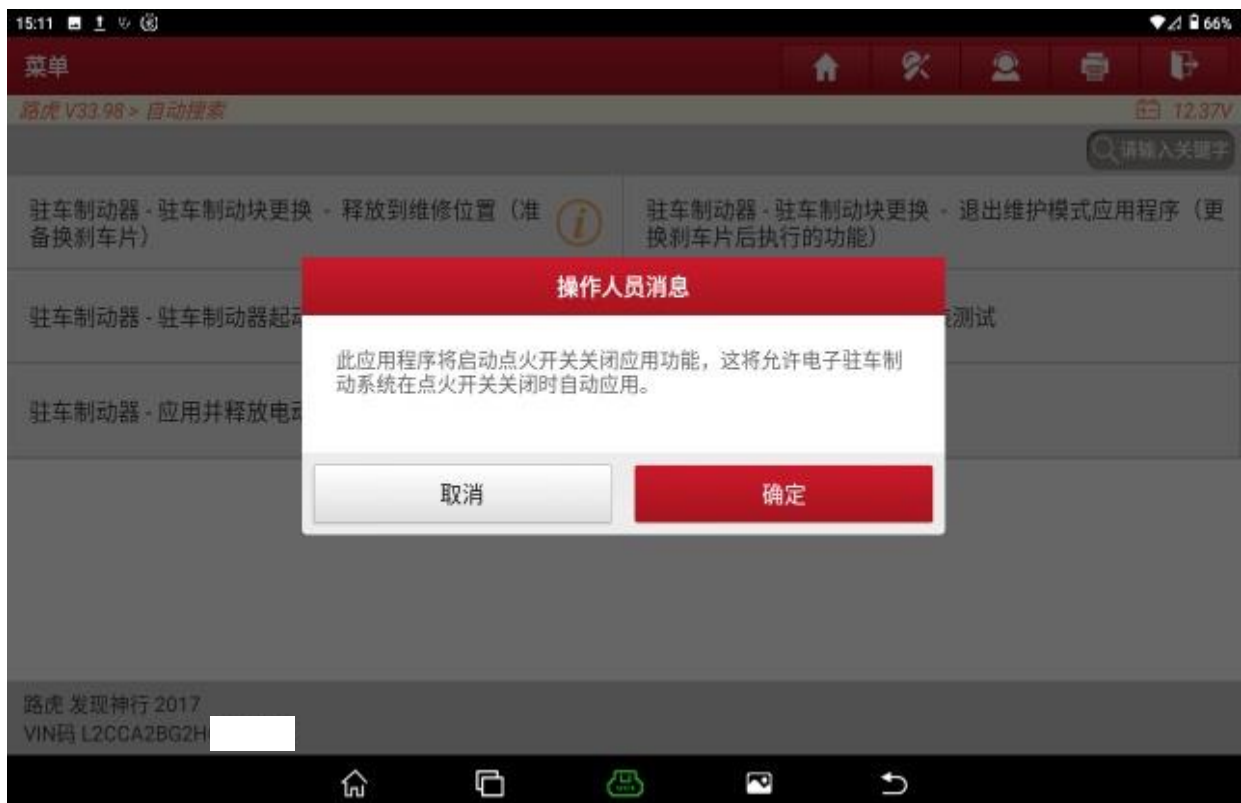 15:11
66%
菜单
路虎 V33.98 > 自动搜索
12.37V
请输入关键字
驻车制动器 - 驻车制动块更换 - 释放到维修位置（准
备换刹车片）
驻车制动器 - 驻车制动块更换 - 退出维护模式应用程序（更
换刹车片后执行的功能）
操作人员消息
驻车制动器 - 驻车制动器起动
测试
此应用程序将启动点火开关关闭应用功能，这将允许电子驻车制
动系统在点火开关关闭时自动应用。
驻车制动器 - 应用并释放电动
取消
确定
路虎 发现神行 2017
VIN码 L2CCA2BG2H